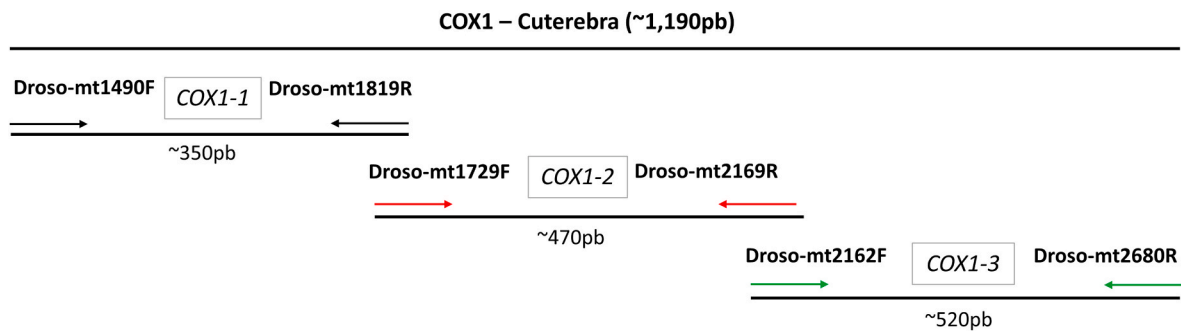 COX1 – Cuterebra (~1,190pb)
Droso-mt1490F COX1-1 Droso-mt1819R
~350pb
Droso-mt1729F COX1-2 Droso-mt2169R
~470pb
Droso-mt2162F COX1-3 Droso-mt2680R
~520pb